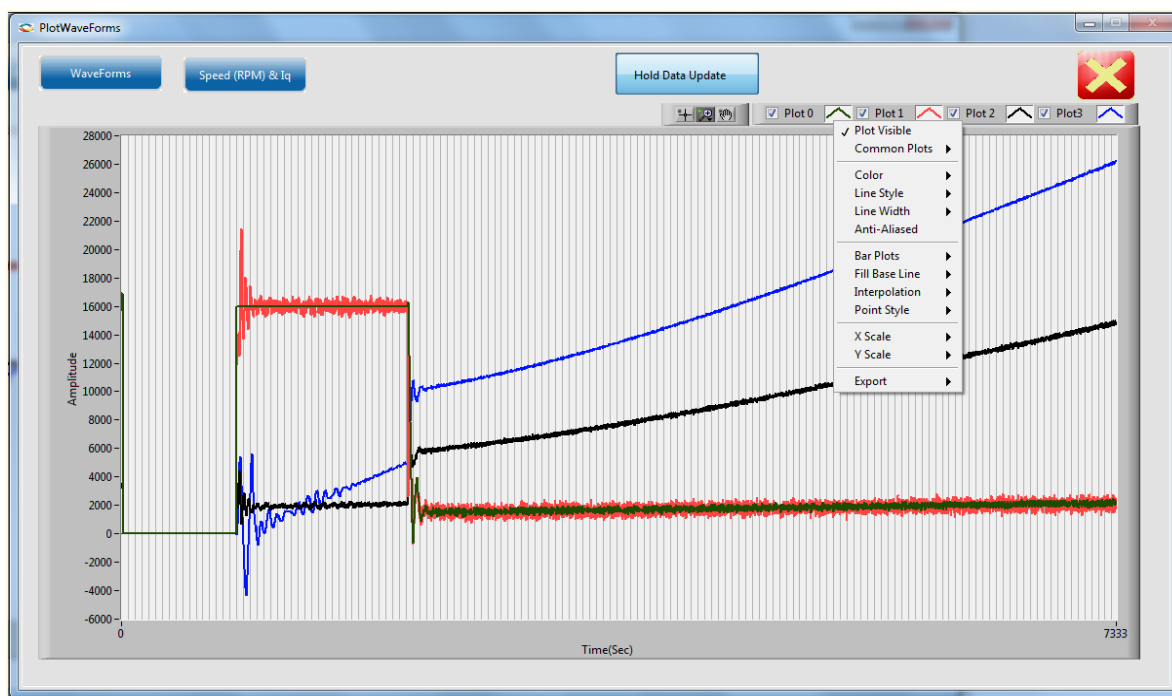 PlotWaveForms
WaveForms
Speed (RPM) & Iq
Hold Data Update
Plot 0
Plot 1
Plot 2
Plot3
Plot Visible
Common Plots
Color
Line Style
Line Width
Anti-Aliased
Bar Plots
Fill Base Line
Interpolation
Point Style
X Scale
Y Scale
Export
Amplitude
28000
26000
24000
22000
20000
18000
16000
14000
12000
10000
8000
6000
4000
2000
0
-2000
-4000
-6000
0
7333
Time(Sec)